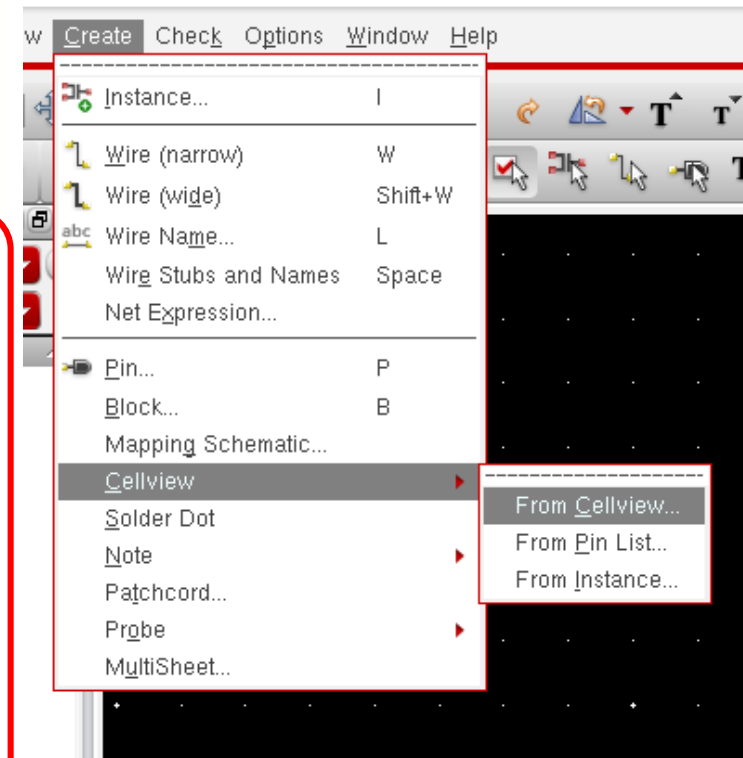 w Create Check Options Window Help
Instance... I
Wire (narrow) W
Wire (wide) Shift+W
abc Wire Name... L
Wire Stubs and Names Space
Net Expression...
Pin... P
Block... B
Mapping Schematic...
Cellview
From Cellview...
From Pin List...
From Instance...
Solder Dot
Note
Patchcord...
Probe
MultiSheet...
T T
T